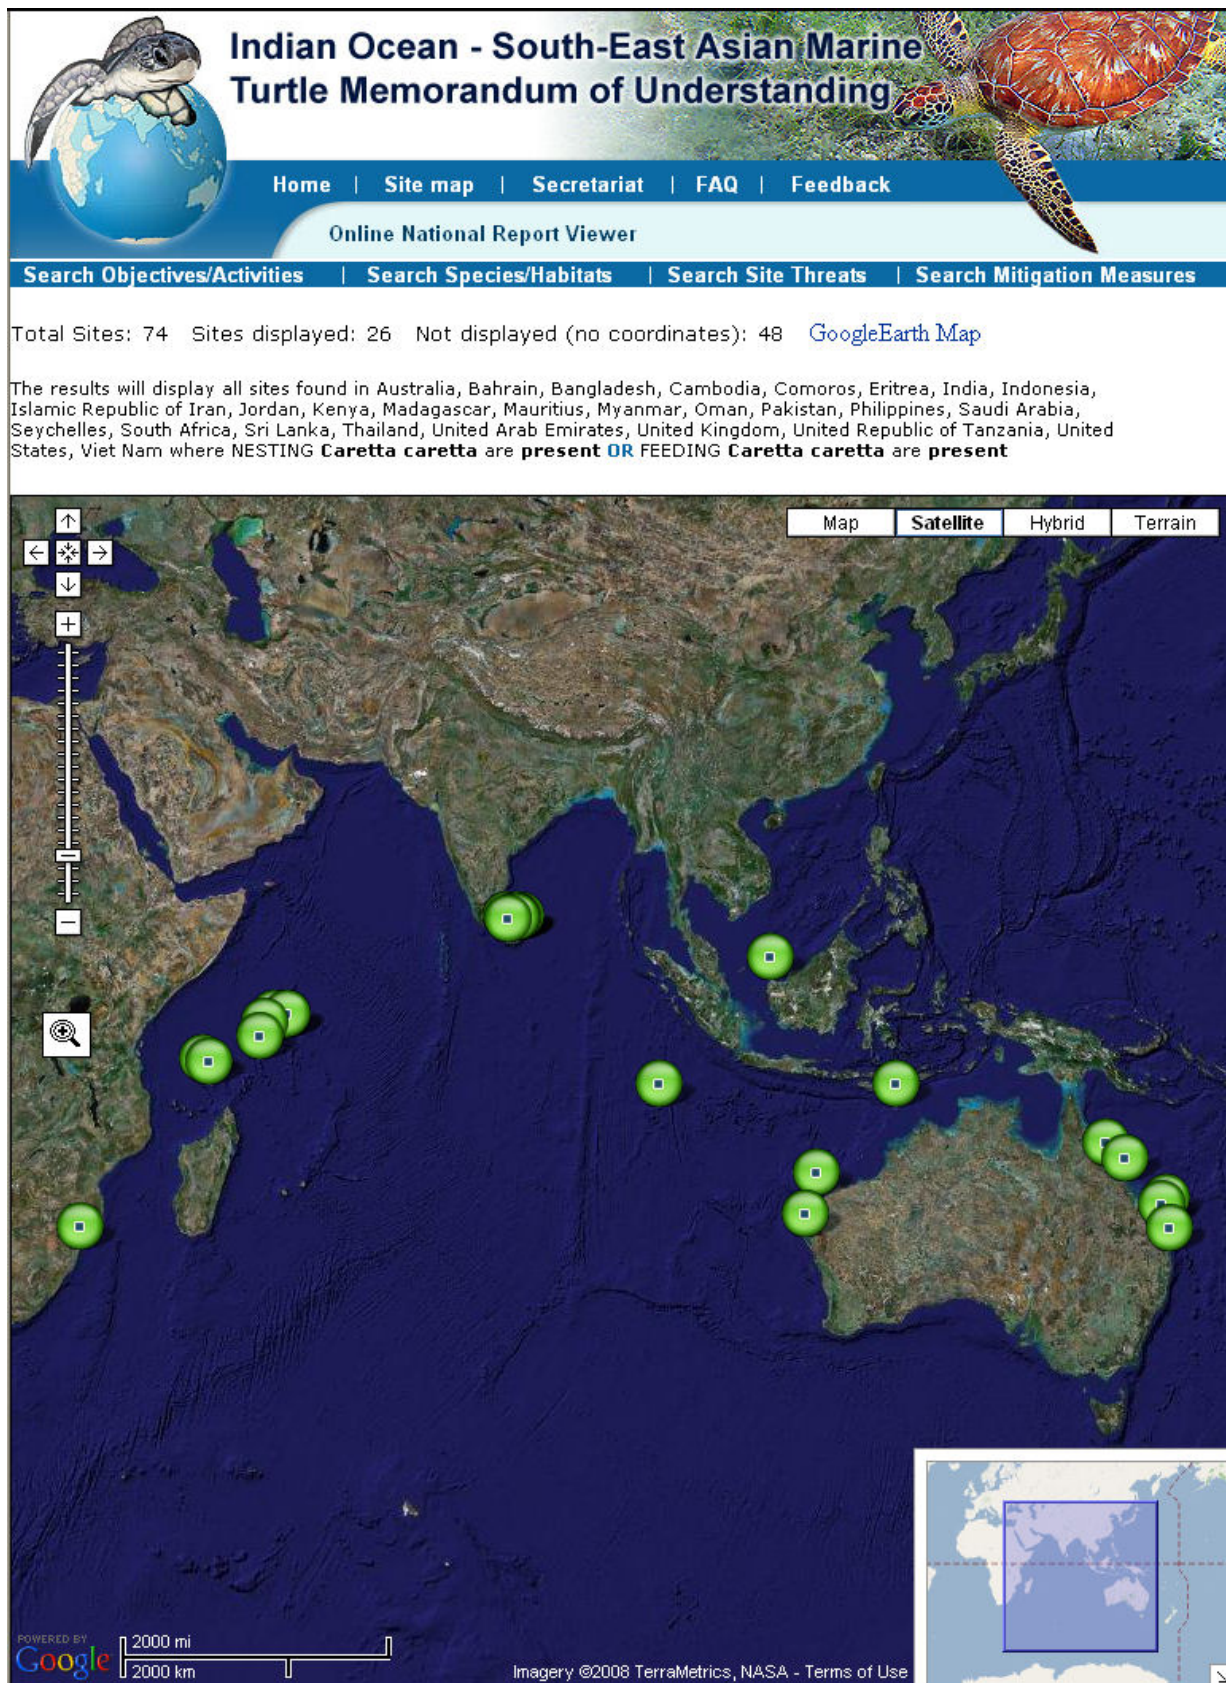 Indian Ocean - South-East Asian Marine
Turtle Memorandum of Understanding
Home | Site map | Secretariat | FAQ | Feedback
Online National Report Viewer
Search Objectives/Activities | Search Species/Habitats | Search Site Threats | Search Mitigation Measures
Total Sites: 74 Sites displayed: 26 Not displayed (no coordinates): 48 GoogleEarth Map
The results will display all sites found in Australia, Bahrain, Bangladesh, Cambodia, Comoros, Eritrea, India, Indonesia,
Islamic Republic of Iran, Jordan, Kenya, Madagascar, Mauritius, Myanmar, Oman, Pakistan, Philippines, Saudi Arabia,
Seychelles, South Africa, Sri Lanka, Thailand, United Arab Emirates, United Kingdom, United Republic of Tanzania, United
States, Viet Nam where NESTING Caretta caretta are present OR FEEDING Caretta caretta are present
Map Satellite Hybrid Terrain
POWERED BY
Google
2000 mi
2000 km
Imagery ©2008 TerraMetrics, NASA - Terms of Use